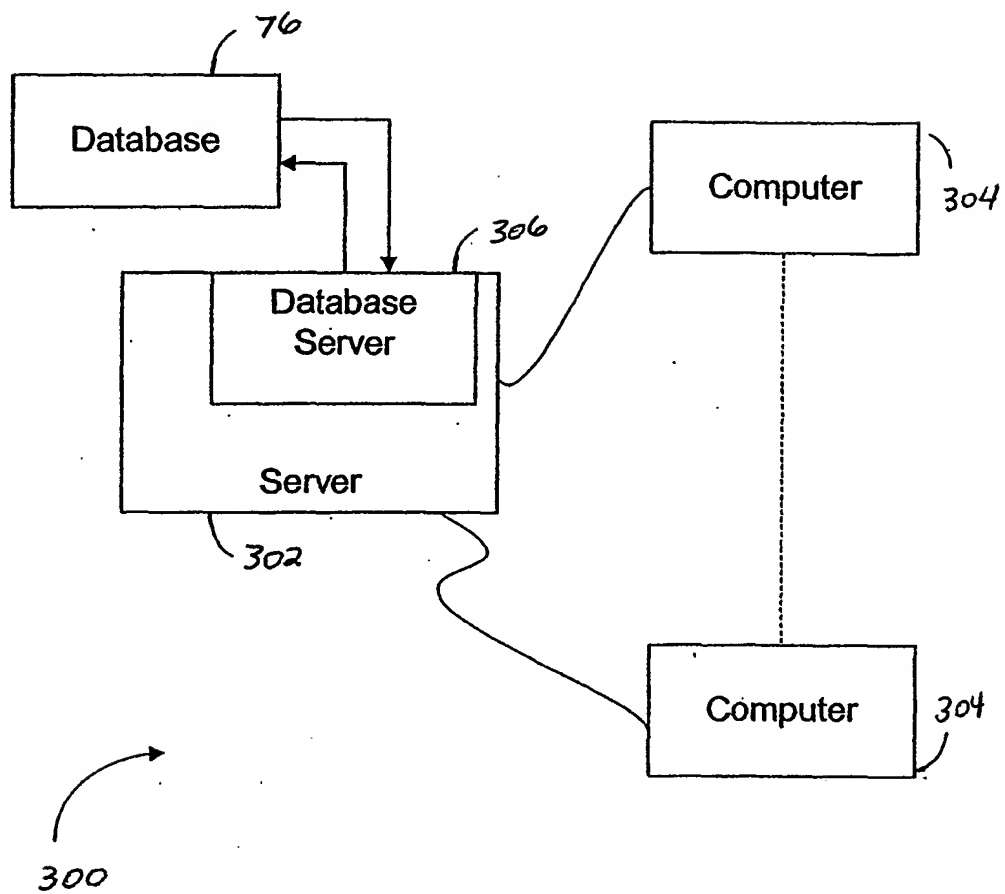 76
Database
Computer
304
306
Database
Server
Server
302
Computer
304
300